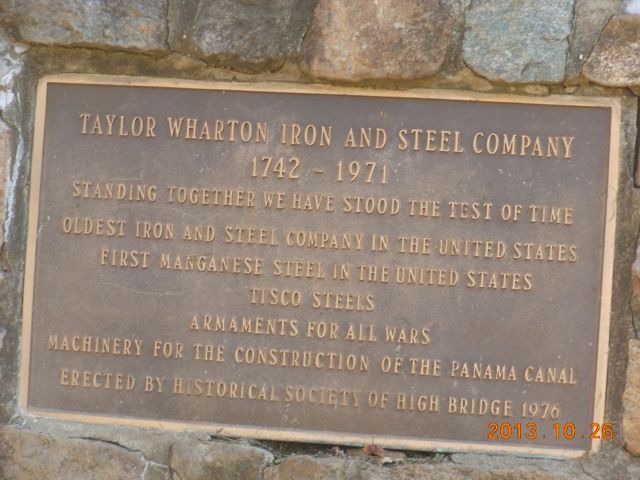 TAYLOR WHARTON IRON AND STEEL COMPANY
1742 - 1971
STANDING TOGETHER WE HAVE STOOD THE TEST OF TIME
OLDEST IRON AND STEEL COMPANY IN THE UNITED STATES
FIRST MANGANESE STEEL IN THE UNITED STATES
TISCO STEELS
ARMAMENTS FOR ALL WARS
MACHINERY FOR THE CONSTRUCTION OF THE PANAMA CANAL
ERECTED BY HISTORICAL SOCIETY OF HIGH BRIDGE 1976
2013.10.26